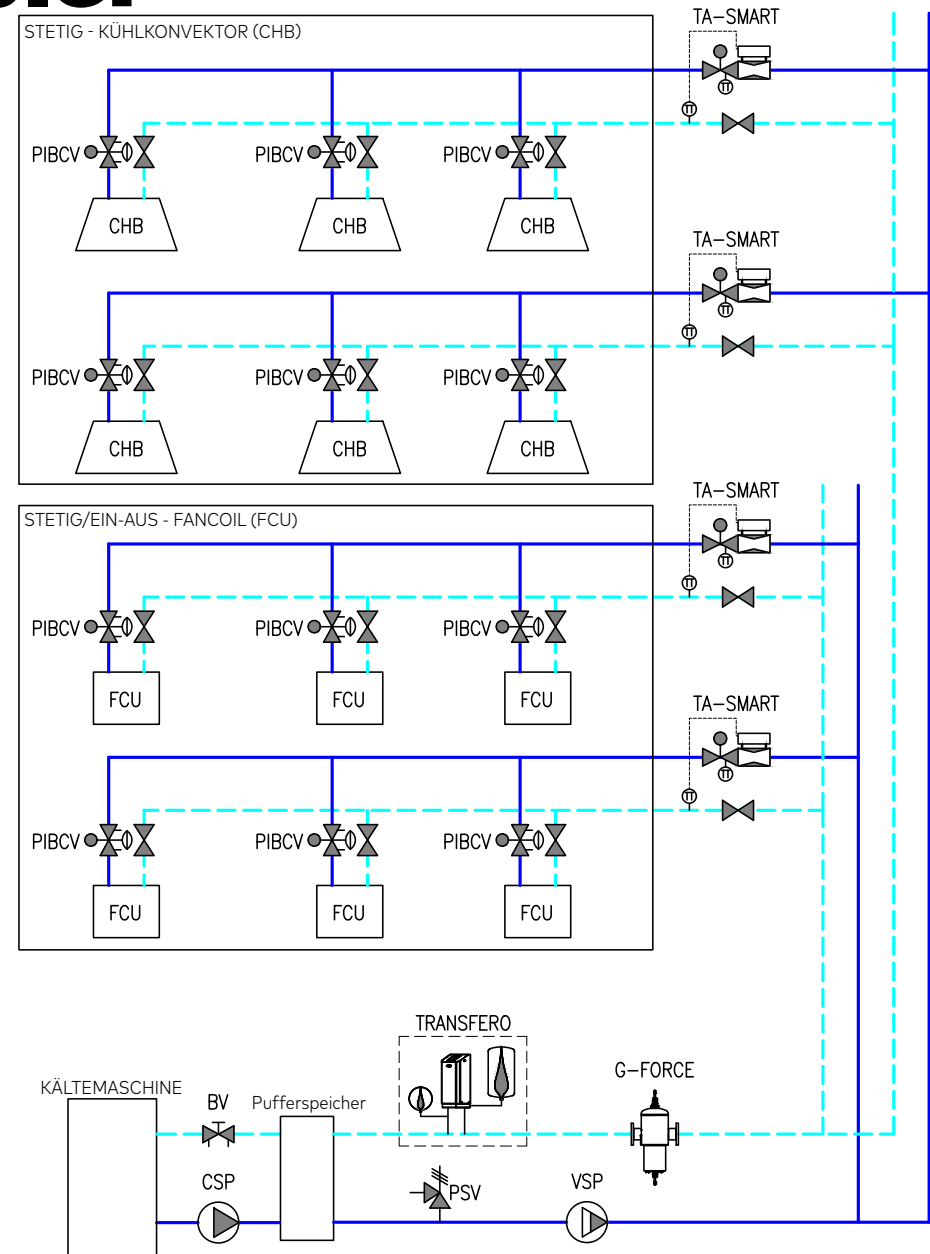 STETIG - KÜHLKONVEKTOR (CHB)
TA-SMART
PIBCV PIBCV PIBCV
CHB CHB CHB
TA-SMART
PIBCV PIBCV PIBCV
CHB CHB CHB
STETIG/EIN-AUS - FANCOIL (FCU)
TA-SMART
PIBCV PIBCV PIBCV
FCU FCU FCU
TA-SMART
PIBCV PIBCV PIBCV
FCU FCU FCU
TRANSFERO
G-FORCE
KÄLTEMASCHINE
BV
Pufferspeicher
CSP
PSV
VSP